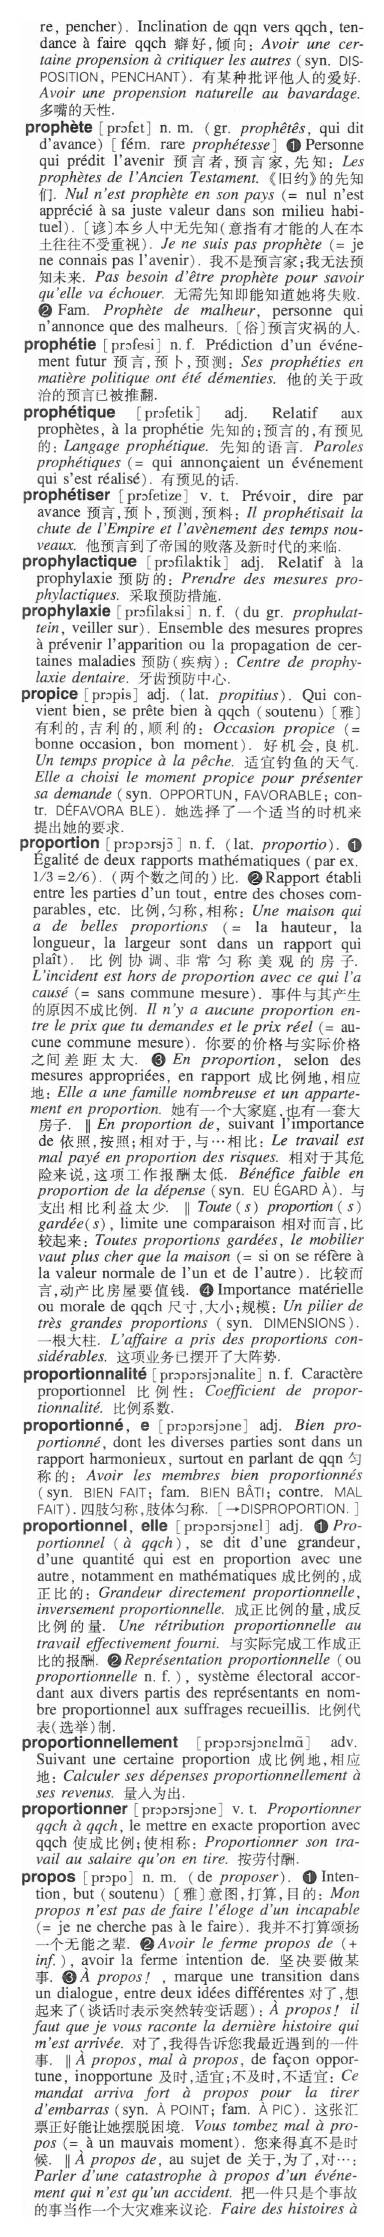 re, pencher). Inclination de qqn vers qqch, ten-
dance à faire qqch 癖好,倾向: Avoir une cer-
taine propension à critiquer les autres (syn. DIS-
POSITION, PENCHANT). 有某种批评他人的爱好.
Avoir une propension naturelle au bavardage.
多嘴的天性.
prophète [prɔfɛt] n. m. (gr. prophêtês, qui dit
d'avance) [fém. rare prophétesse] ❶ Personne
qui prédit l'avenir 预言者,预言家,先知: Les
prophètes de l'Ancien Testament.《旧约》的先知
们. Nul n'est prophète en son pays (= nul n'est
apprécié à sa juste valeur dans son milieu habi-
tuel). 〔谚〕本乡人中无先知(意指有才能的人在本
土往往不受重视). Je ne suis pas prophète (= je
ne connais pas l'avenir). 我不是预言家;我无法预
知未来. Pas besoin d'être prophète pour savoir
qu'elle va échouer. 无需先知即能知道她将失败.
❷ Fam. Prophète de malheur, personne qui
n'annonce que des malheurs. 〔俗〕预言灾祸的人.
prophétie [prɔfesi] n. f. Prédiction d'un événe-
ment futur 预言,预卜,预测: Ses prophéties en
matière politique ont été démenties. 他的关于政
治的预言已被推翻.
prophétique [prɔfetik] adj. Relatif aux
prophètes, à la prophétie 先知的;预言的,有预见
的: Langage prophétique. 先知的语言. Paroles
prophétiques (= qui annonçaient un événement
qui s'est réalisé). 有预见的话.
prophétiser [prɔfetize] v. t. Prévoir, dire par
avance 预言,预卜,预测,预料: Il prophétisait la
chute de l'Empire et l'avènement des temps nou-
veaux. 他预言到了帝国的败落及新时代的来临.
prophylactique [prɔfilaktik] adj. Relatif à la
prophylaxie 预防的: Prendre des mesures pro-
phylactiques. 采取预防措施.
prophylaxie [prɔfilaksi] n. f. (du gr. prophulat-
tein, veiller sur). Ensemble des mesures propres
à prévenir l'apparition ou la propagation de cer-
taines maladies 预防(疾病): Centre de prophy-
laxie dentaire. 牙齿预防中心.
propice [prɔpis] adj. (lat. propitius). Qui con-
vient bien, se prête bien à qqch (soutenu)〔雅〕
有利的,吉利的,顺利的: Occasion propice (=
bonne occasion, bon moment). 好机会,良机.
Un temps propice à la pêche. 适宜钓鱼的天气.
Elle a choisi le moment propice pour présenter
sa demande (syn. OPPORTUN, FAVORABLE; con-
tr. DÉFAVORA BLE). 她选择了一个适当的时机来
提出她的要求.
proportion [prɔpɔrsjɔ̃] n. f. (lat. proportio). ❶
Égalité de deux rapports mathématiques (par ex.
1/3 =2/6). (两个数之间的)比. ❷Rapport établi
entre les parties d'un tout, entre des choses com-
parables, etc. 比例,匀称,相称: Une maison qui
a de belles proportions (= la hauteur, la
longueur, la largeur sont dans un rapport qui
plaît). 比例协调、非常匀称美观的房子.
L'incident est hors de proportion avec ce qui l'a
causé (= sans commune mesure). 事件与其产生
的原因不成比例. Il n'y a aucune proportion en-
tre le prix que tu demandes et le prix réel (= au-
cune commune mesure). 你要的价格与实际价格
之间差距太大. ❸ En proportion, selon des
mesures appropriées, en rapport 成比例地,相应
地: Elle a une famille nombreuse et un apparte-
ment en proportion. 她有一个大家庭,也有一套大
房子. ‖ En proportion de, suivant l'importance
de 依照,按照;相对于,与…相比: Le travail est
mal payé en proportion des risques. 相对于其危
险来说,这项工作报酬太低. Bénéfice faible en
proportion de la dépense (syn. EU ÉGARD À). 与
支出相比利益太少. ‖ Toute(s) proportion(s)
gardée(s), limite une comparaison 相对而言,比
较起来: Toutes proportions gardées, le mobilier
vaut plus cher que la maison (= si on se réfère à
la valeur normale de l'un et de l'autre). 比较而
言,动产比房屋要值钱. ❹ Importance matérielle
ou morale de qqch 尺寸,大小;规模: Un pilier de
très grandes proportions (syn. DIMENSIONS).
一根大柱. L'affaire a pris des proportions con-
sidérables. 这项业务已摆开了大阵势.
proportionnalité [prɔpɔrsjɔnalite] n. f. Caractère
proportionnel 比例性: Coefficient de propor-
tionnalité. 比例系数.
proportionné, e [prɔpɔrsjɔne] adj. Bien pro-
portionné, dont les diverses parties sont dans un
rapport harmonieux, surtout en parlant de qqn 匀
称的: Avoir les membres bien proportionnés
(syn. BIEN FAIT; fam. BIEN BÂTI; contre. MAL
FAIT). 四肢匀称,肢体匀称. [→DISPROPORTION.]
proportionnel, elle [prɔpɔrsjɔnɛl] adj. ❶ Pro-
portionnel (à qqch), se dit d'une grandeur,
d'une quantité qui est en proportion avec une
autre, notamment en mathématiques 成比例的,成
正比的: Grandeur directement proportionnelle,
inversement proportionnelle. 成正比例的量,成反
比例的量. Une rétribution proportionnelle au
travail effectivement fourni. 与实际完成工作成正
比的报酬. ❷Représentation proportionnelle (ou
proportionnelle n. f.), système électoral accor-
dant aux divers partis des représentants en nom-
bre proportionnel aux suffrages recueillis. 比例代
表(选举)制.
proportionnellement [prɔpɔrsjɔnɛlmɑ̃] adv.
Suivant une certaine proportion 成比例地,相应
地: Calculer ses dépenses proportionnellement à
ses revenus. 量入为出.
proportionner [prɔpɔrsjɔne] v. t. Proportionner
qqch à qqch, le mettre en exacte proportion avec
qqch 使成比例;使相称: Proportionner son tra-
vail au salaire qu'on en tire. 按劳付酬.
propos [prɔpo] n. m. (de proposer). ❶ Inten-
tion, but (soutenu)〔雅〕意图,打算,目的: Mon
propos n'est pas de faire l'éloge d'un incapable
(= je ne cherche pas à le faire). 我并不打算颂扬
一个无能之辈. ❷Avoir le ferme propos de (+
inf.), avoir la ferme intention de. 坚决要做某
事. ❸ À propos!, marque une transition dans
un dialogue, entre deux idées différentes 对了,想
起来了(谈话时表示突然转变话题): À propos! il
faut que je vous raconte la dernière histoire qui
m'est arrivée. 对了,我得告诉您我最近遇到的一件
事. ‖ À propos, mal à propos, de façon oppor-
tune, inopportune 及时,适宜;不及时,不适宜: Ce
mandat arriva fort à propos pour la tirer
d'embarras (syn. À POINT; fam. À PIC). 这张汇
票正好能让她摆脱困境. Vous tombez mal à pro-
pos (= à un mauvais moment). 您来得真不是时
候. ‖ À propos de, au sujet de 关于,为了,对…:
Parler d'une catastrophe à propos d'un événe-
ment qui n'est qu'un accident. 把一件只是个事故
的事当作一个大灾难来议论. Faire des histoires à